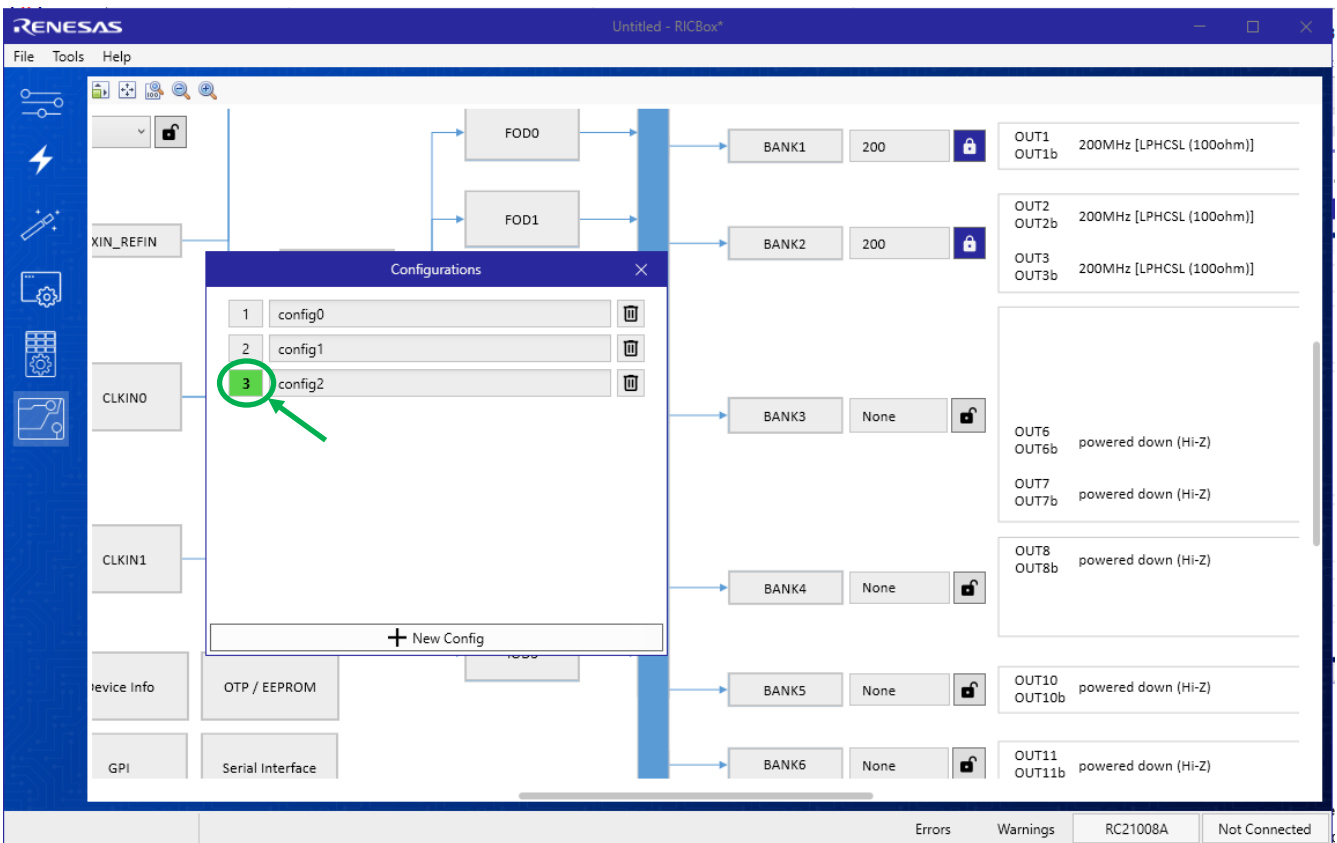 RENESAS
Untitled - RICBox*
File Tools Help
100
FOD0
BANK1 200
OUT1
OUT1b
200MHz [LPHCSL (100ohm)]
FOD1
XIN_REFIN
BANK2 200
OUT2
OUT2b
200MHz [LPHCSL (100ohm)]
OUT3
OUT3b
200MHz [LPHCSL (100ohm)]
Configurations
1 config0
2 config1
3 config2
New Config
CLKIN0
BANK3 None
OUT6
OUT6b
powered down (Hi-Z)
OUT7
OUT7b
powered down (Hi-Z)
CLKIN1
BANK4 None
OUT8
OUT8b
powered down (Hi-Z)
Device Info
OTP / EEPROM
BANK5 None
OUT10
OUT10b
powered down (Hi-Z)
GPI
Serial Interface
BANK6 None
OUT11
OUT11b
powered down (Hi-Z)
Errors Warnings RC21008A Not Connected